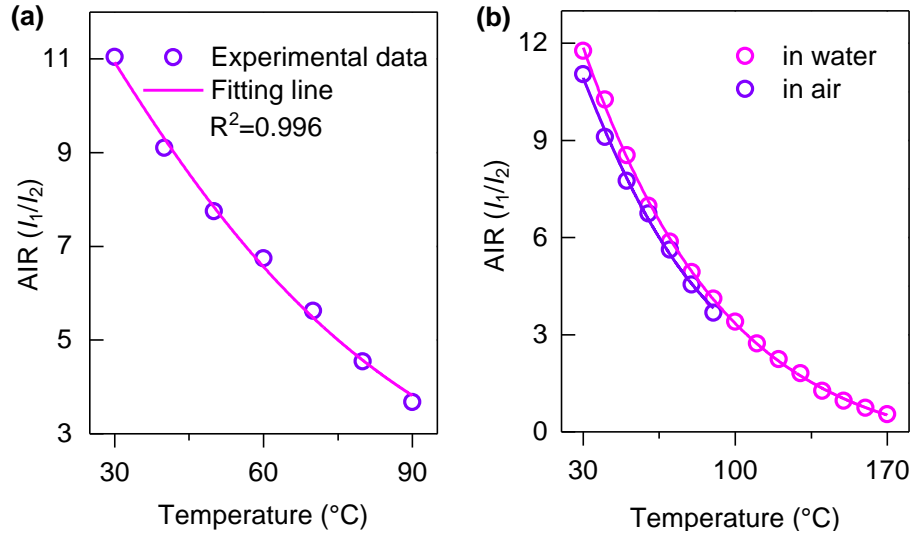 (a)
11
9
7
5
3
AIR (I₁/I₂)
Experimental data
Fitting line
R²=0.996
30
60
90
Temperature (°C)
(b)
12
9
6
3
0
AIR (I₁/I₂)
in water
in air
30
100
170
Temperature (°C)